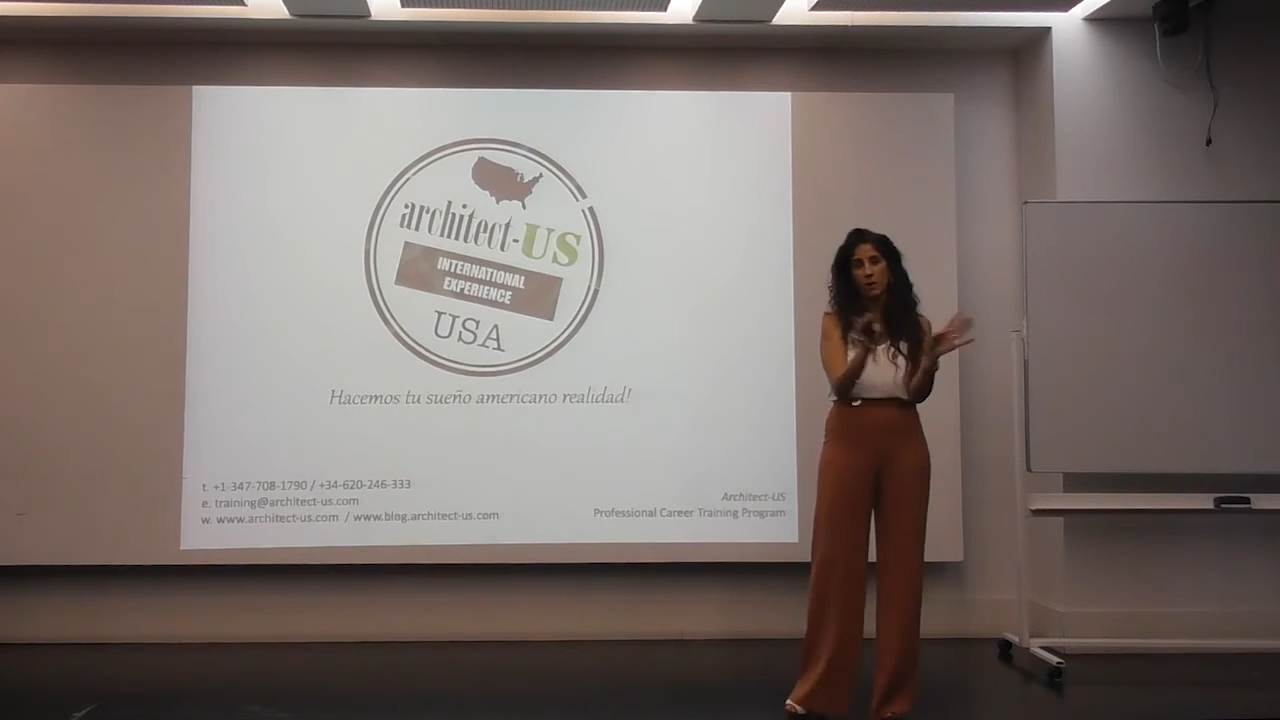 architect-US
INTERNATIONAL
EXPERIENCE
USA
Hacemos tu sueño americano realidad!
t. +1-347-708-1790 / +34-620-246-333
e. training@architect-us.com
w. www.architect-us.com / www.blog.architect-us.com
Architect-US
Professional Career Training Program